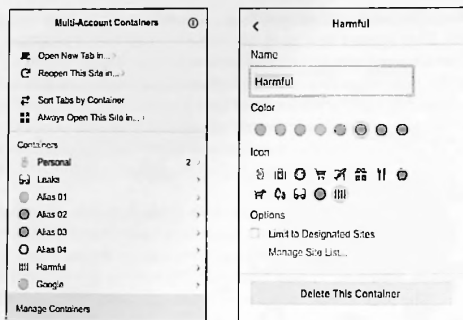 Multi-Account Containers
Open New Tab in...
Reopen This Site in...
Sort Tabs by Container
Always Open This Site in...
Containers
Personal 2
Leaks
Alias 01
Alias 02
Alias 03
Alias 04
Harmful
Google
Manage Containers
Harmful
Name
Harmful
Color
Icon
Options
Limit to Designated Sites
Manage Site List...
Delete This Container